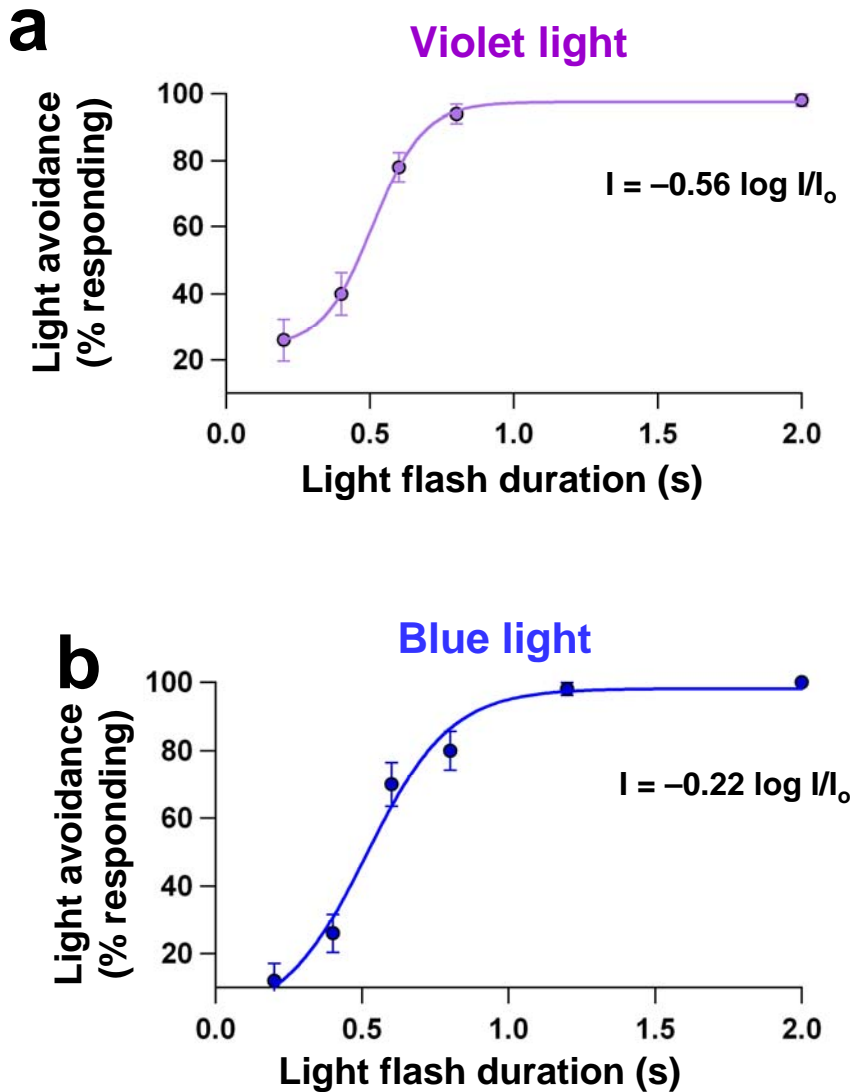 a
Violet light
Light avoidance
(% responding)
100
80
60
40
20
I = –0.56 log I/Io
0.0 0.5 1.0 1.5 2.0
Light flash duration (s)
b
Blue light
Light avoidance
(% responding)
100
80
60
40
20
I = –0.22 log I/Io
0.0 0.5 1.0 1.5 2.0
Light flash duration (s)